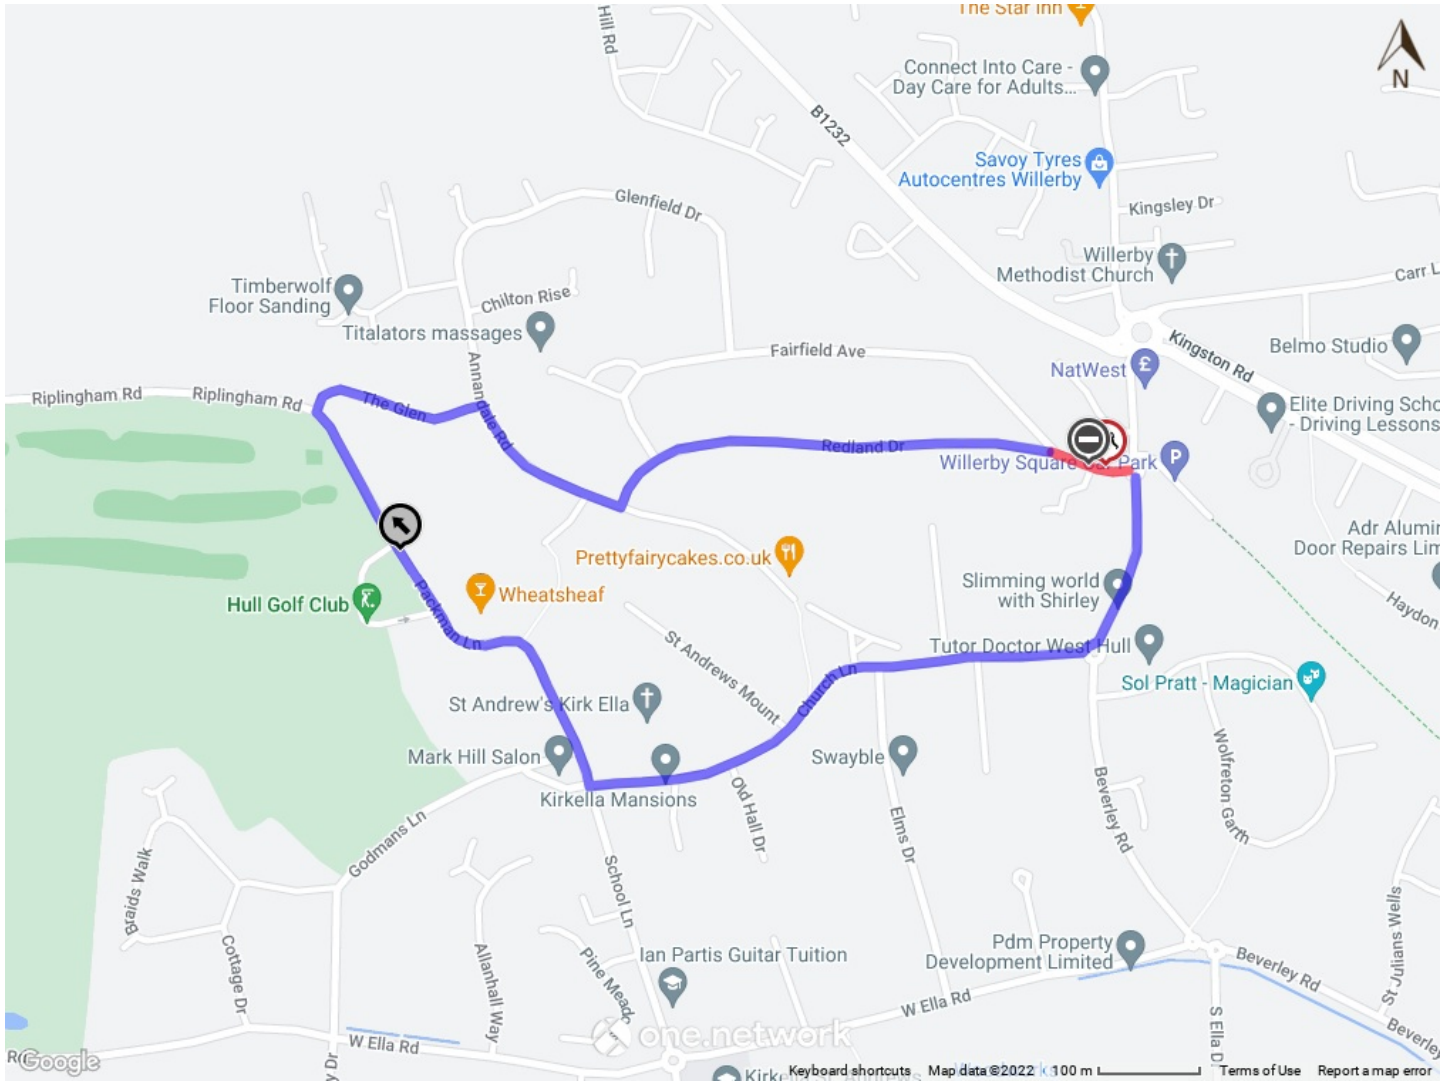 The Star Inn
Hill Rd
Connect Into Care -
Day Care for Adults...
N
B1232
Savoy Tyres
Autocentres Willerby
Glenfield Dr
Kingsley Dr
Willerby
Methodist Church
Carr L
Timberwolf
Floor Sanding
Chilton Rise
Titalators massages
Kingston Rd
Belmo Studio
Fairfield Ave
NatWest
£
Riplingham Rd
Riplingham Rd
The Glen
Annandale Rd
Elite Driving Scho
- Driving Lessons
Redland Dr
Willerby Square Car Park
P
Adr Alumir
Door Repairs Lim
Prettyfairycakes.co.uk
Slimming world
with Shirley
Hull Golf Club
Packman Ln
Wheatsheaf
Haydon
St Andrews Mount
Tutor Doctor West Hull
Church Ln
Sol Pratt - Magician
St Andrew's Kirk Ella
Mark Hill Salon
Swayble
Kirkella Mansions
Old Hall Dr
Beverley Rd
Wolfreton Garth
Elms Dr
Godmans Ln
School Ln
Braids Walk
Cottage Dr
Allanhall Way
Pine Meado
Ian Partis Guitar Tuition
Pdm Property
Development Limited
Beverley Rd
St Julians Wells
W Ella Rd
S Ella D
Beverley
W Ella Rd
one.network
Google
y Dr
Keyboard shortcuts Map data ©2022 100 m Terms of Use Report a map error